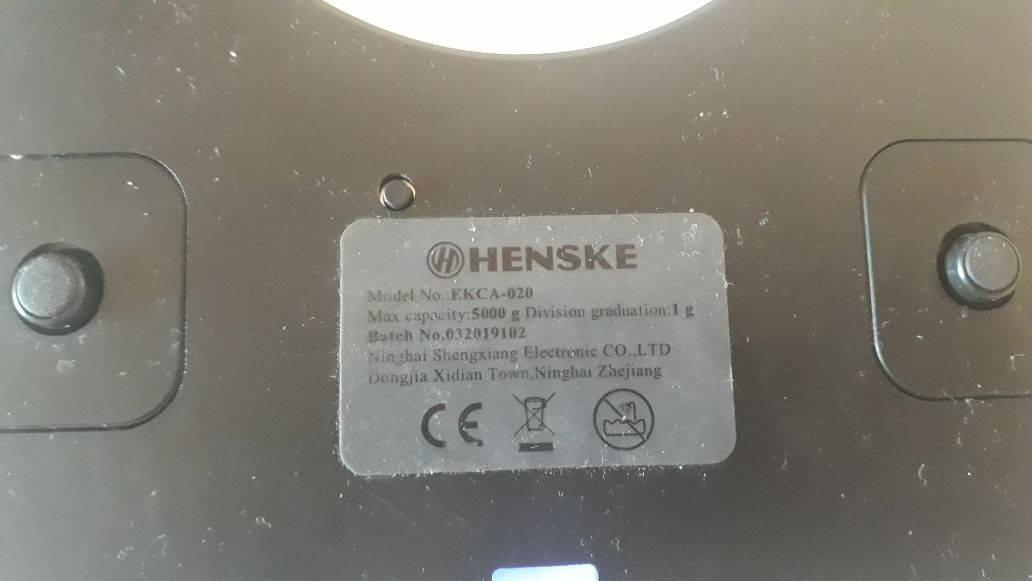 HENSKE
Model No.:EKCA-020
Max capacity:5000 g Division graduation:1 g
Batch No.032019102
Ninghai Shengxiang Electronic CO.,LTD
Dongjia Xidian Town,Ninghai Zhejiang
CE